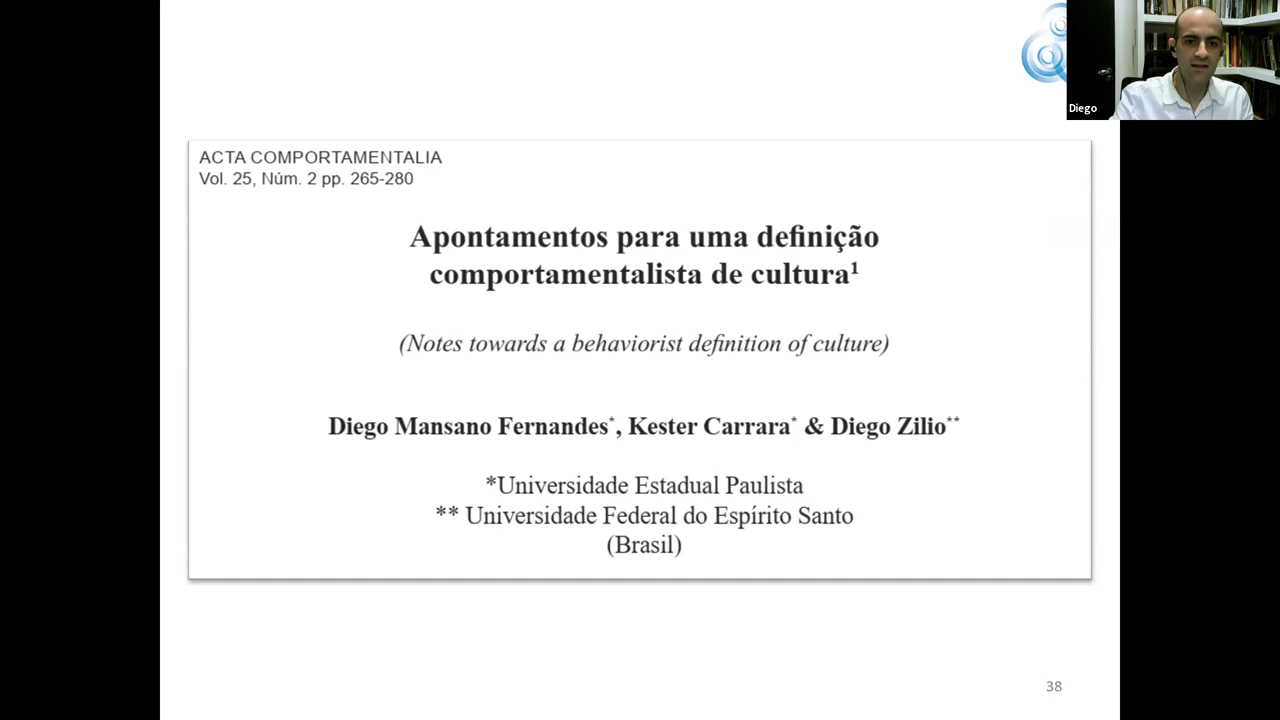 Diego
ACTA COMPORTAMENTALIA
Vol. 25, Núm. 2 pp. 265-280
Apontamentos para uma definição
comportamentalista de cultura¹
(Notes towards a behaviorist definition of culture)
Diego Mansano Fernandes*, Kester Carrara* & Diego Zilio**
*Universidade Estadual Paulista
** Universidade Federal do Espírito Santo
(Brasil)
38